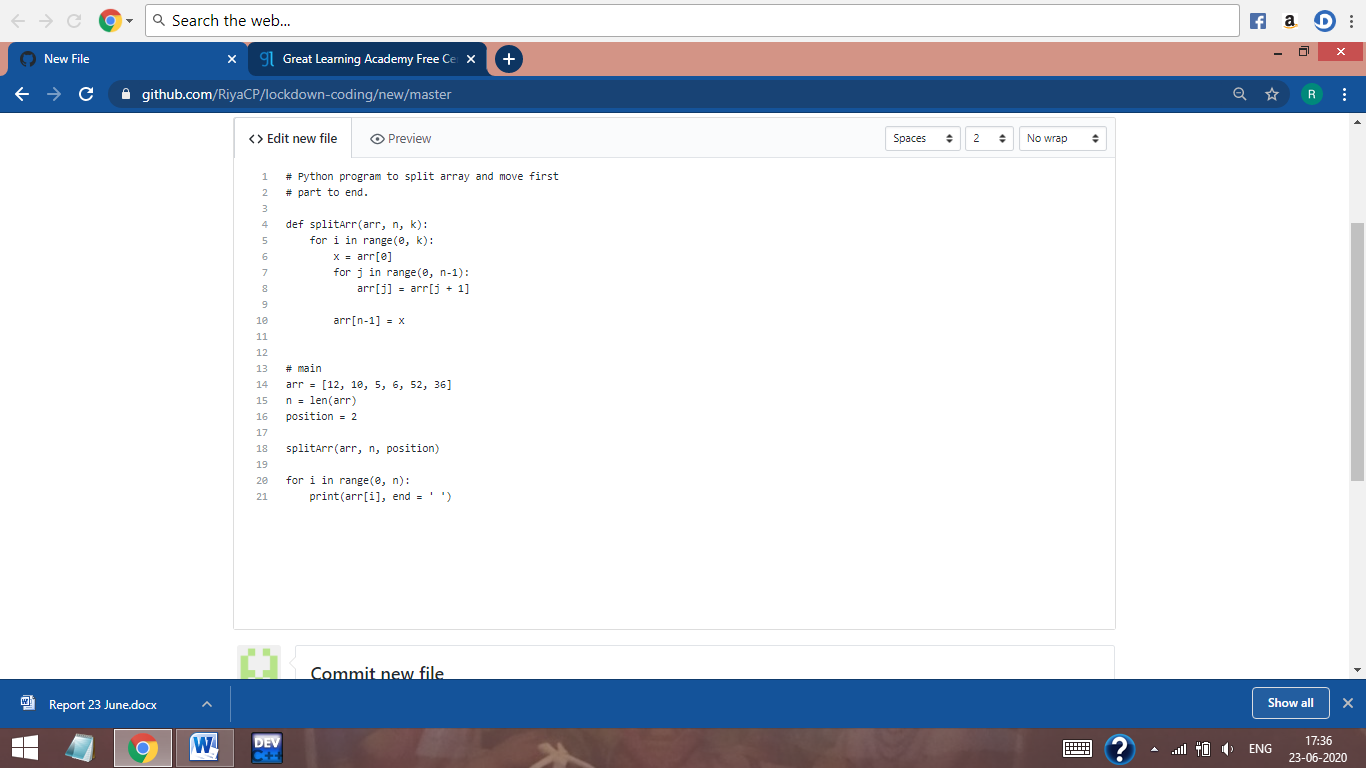 Search the web...
New File
Great Learning Academy Free Ce
github.com/RiyaCP/lockdown-coding/new/master
R
Edit new file
Preview
Spaces
2
No wrap
1 # Python program to split array and move first
2 # part to end.
3
4 def splitArr(arr, n, k):
5     for i in range(0, k):
6         x = arr[0]
7         for j in range(0, n-1):
8             arr[j] = arr[j + 1]
9
10         arr[n-1] = x
11
12
13 # main
14 arr = [12, 10, 5, 6, 52, 36]
15 n = len(arr)
16 position = 2
17
18 splitArr(arr, n, position)
19
20 for i in range(0, n):
21     print(arr[i], end = ' ')
Commit new file
Report 23 June.docx
Show all
DEV
C++
ENG
17:36
23-06-2020